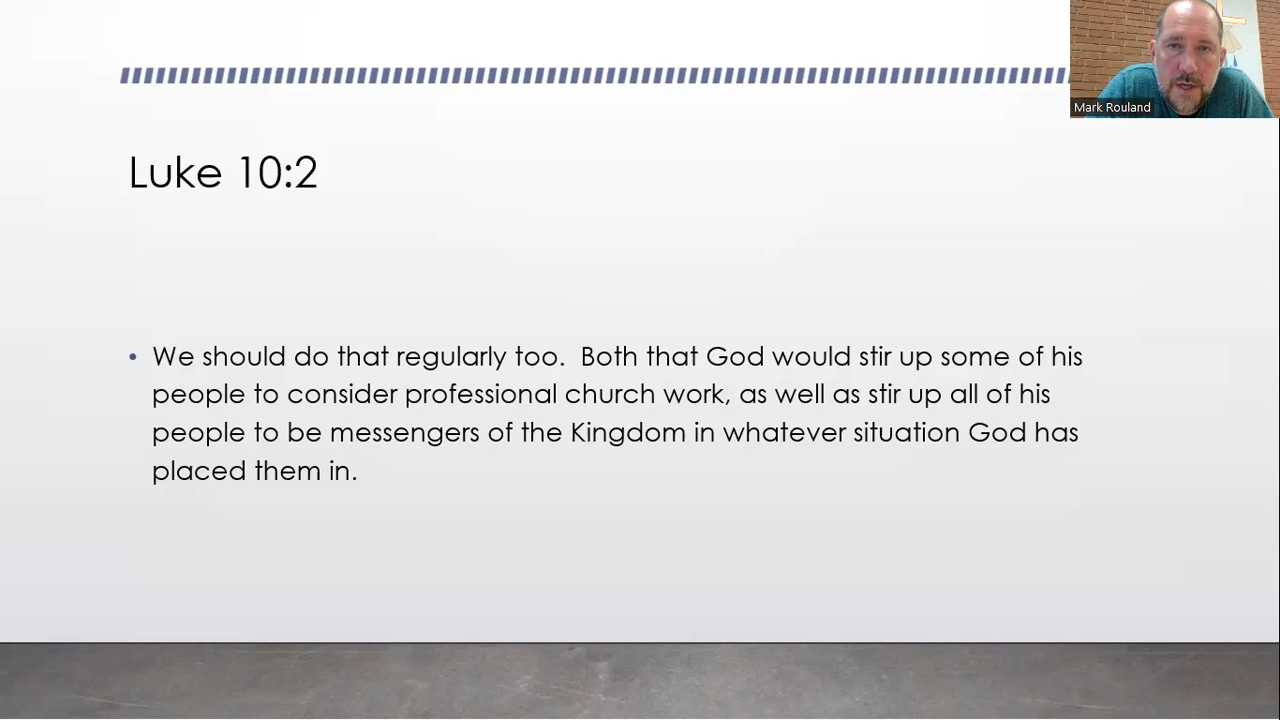 Mark Rouland
Luke 10:2
• We should do that regularly too.  Both that God would stir up some of his
people to consider professional church work, as well as stir up all of his
people to be messengers of the Kingdom in whatever situation God has
placed them in.